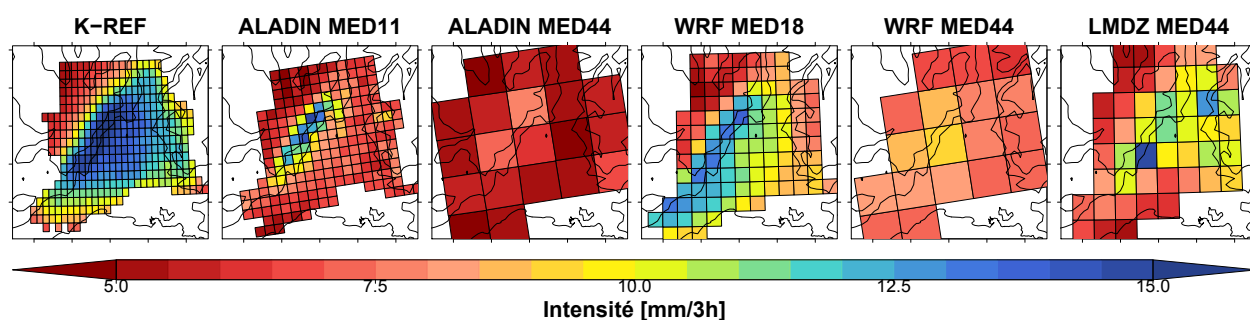 K−REF ALADIN MED11 ALADIN MED44 WRF MED18 WRF MED44 LMDZ MED44
5.0 7.5 10.0 12.5 15.0
Intensité [mm/3h]